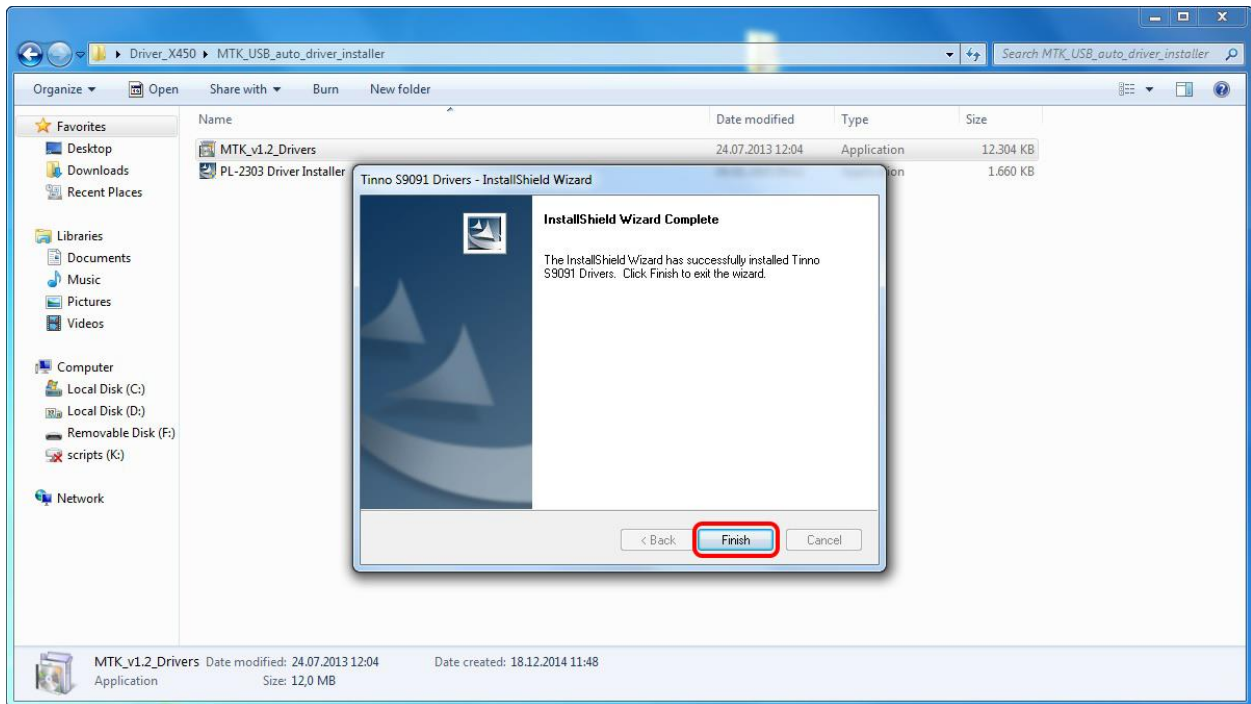 Driver_X450 ▸ MTK_USB_auto_driver_installer
Search MTK_USB_auto_driver_installer
Organize Open Share with Burn New folder
Name Date modified Type Size
Favorites
Desktop
Downloads
Recent Places
Libraries
Documents
Music
Pictures
Videos
Computer
Local Disk (C:)
Local Disk (D:)
Removable Disk (F:)
scripts (K:)
Network
MTK_v1.2_Drivers 24.07.2013 12:04 Application 12.304 KB
PL-2303 Driver Installer 1.660 KB
Tinno S9091 Drivers - InstallShield Wizard
InstallShield Wizard Complete
The InstallShield Wizard has successfully installed Tinno
S9091 Drivers. Click Finish to exit the wizard.
< Back Finish Cancel
MTK_v1.2_Drivers Date modified: 24.07.2013 12:04 Date created: 18.12.2014 11:48
Application Size: 12,0 MB